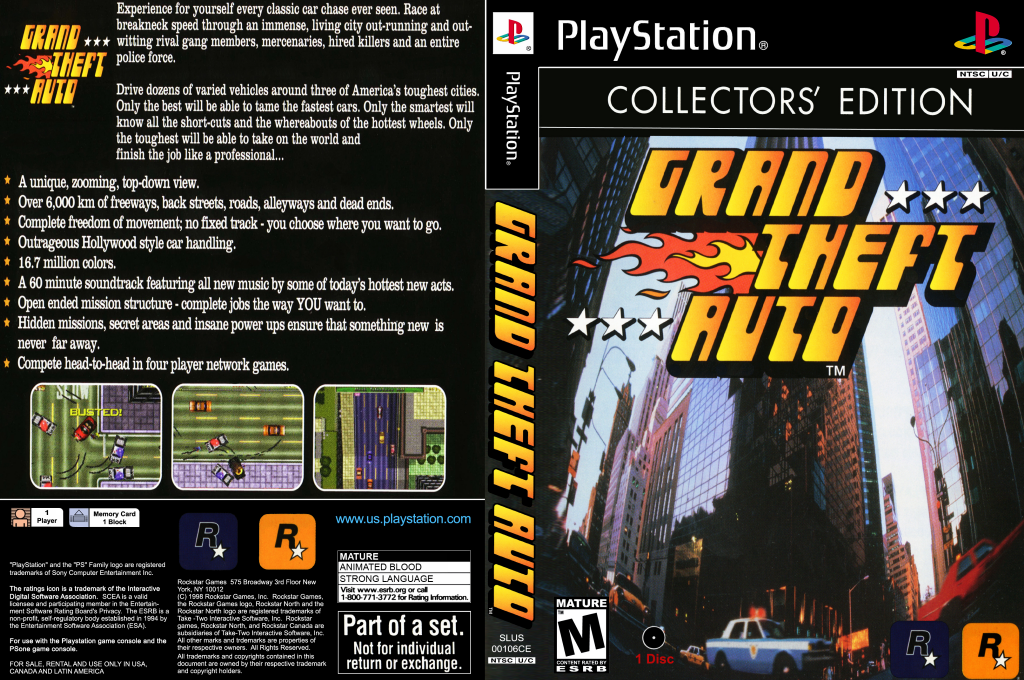 GRAND
THEFT
AUTO
Experience for yourself every classic car chase ever seen. Race at
breakneck speed through an immense, living city out-running and out-
witting rival gang members, mercenaries, hired killers and an entire
police force.
Drive dozens of varied vehicles around three of America's toughest cities.
Only the best will be able to tame the fastest cars. Only the smartest will
know all the short-cuts and the whereabouts of the hottest wheels. Only
the toughest will be able to take on the world and
finish the job like a professional...
A unique, zooming, top-down view.
Over 6,000 km of freeways, back streets, roads, alleyways and dead ends.
Complete freedom of movement; no fixed track - you choose where you want to go.
Outrageous Hollywood style car handling.
16.7 million colors.
A 60 minute soundtrack featuring all new music by some of today's hottest new acts.
Open ended mission structure - complete jobs the way YOU want to.
Hidden missions, secret areas and insane power ups ensure that something new is
never far away.
Compete head-to-head in four player network games.
BUSTED!
1
Player
Memory Card
1 Block
"PlayStation" and the "PS" Family logo are registered
trademarks of Sony Computer Entertainment Inc.
The ratings icon is a trademark of the Interactive
Digital Software Association. SCEA is a valid
licensee and participating member in the Entertain-
ment Software Rating Board's Privacy. The ESRB is a
non-profit, self-regulatory body established in 1994 by
the Entertainment Software Association (ESA).
For use with the Playstation game console and the
PSone game console.
FOR SALE, RENTAL AND USE ONLY IN USA,
CANADA AND LATIN AMERICA
R
R
Rockstar Games 575 Broadway 3rd Floor New
York, NY 10012
(C) 1998 Rockstar Games, Inc. Rockstar Games,
the Rockstar Games logo, Rockstar North and the
Rockstar North logo are registered trademarks of
Take -Two Interactive Software, Inc. Rockstar
games, Rockstar North, and Rockstar Canada are
subsidiaries of Take-Two Interactive Software, Inc.
All other marks and trdemarks are properties of
their respective owners. All Rights Reserved.
All trademarks and copyrights contained in this
document are owned by their respective trademark
and copyright holders.
www.us.playstation.com
MATURE
ANIMATED BLOOD
STRONG LANGUAGE
Visit www.esrb.org or call
1-800-771-3772 for Rating Information.
Part of a set.
Not for individual
return or exchange.
PlayStation®
GRAND THEFT AUTO™
SLUS
00106CE
NTSC U/C
PlayStation®
NTSC U/C
COLLECTORS' EDITION
GRAND
THEFT
AUTO
TM
MATURE
M
CONTENT RATED BY
ESRB
1 Disc
R
R